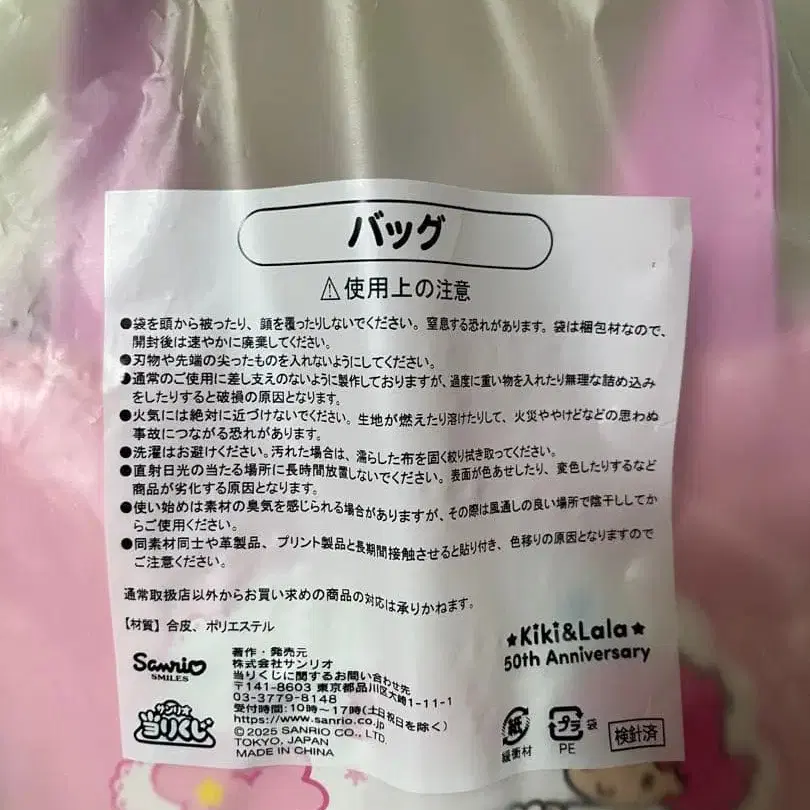 バッグ
⚠使用上の注意
●袋を頭から被ったり、顔を覆ったりしないでください。窒息する恐れがあります。袋は梱包材なので、
開封後は速やかに廃棄してください。
●刃物や先端の尖ったものを入れないようにしてください。
●通常のご使用に差し支えのないように製作しておりますが、過度に重い物を入れたり無理な詰め込み
をしたりすると破損の原因となります。
●火気には絶対に近づけないでください。生地が燃えたり溶けたりして、火災ややけどなどの思わぬ
事故につながる恐れがあります。
●洗濯はお避けください。汚れた場合は、濡らした布を固く絞り拭き取ってください。
●直射日光の当たる場所に長時間放置しないでください。表面が色あせしたり、変色したりするなど
商品が劣化する原因となります。
●使い始めは素材の臭気を感じられる場合がありますが、その際は風通しの良い場所で陰干ししてか
らご使用ください。
●同素材同士や革製品、プリント製品と長期間接触させると貼り付き、色移りの原因となりますので
ご注意ください。
通常取扱店以外からお買い求めの商品の対応は承りかねます。
【材質】合皮、ポリエステル
★Kiki&Lala★
50th Anniversary
Sanrio
SMILES
サンリオ
当りくじ
著作・発売元
株式会社サンリオ
当りくじに関するお問い合わせ先
〒141-8603 東京都品川区大崎1-11-1
03-3779-8148
受付時間:10時〜17時(土日祝日を除く)
https://www.sanrio.co.jp
©2025 SANRIO CO., LTD.
TOKYO, JAPAN
MADE IN CHINA
紙
緩衝材
プラ
袋
PE
検針済